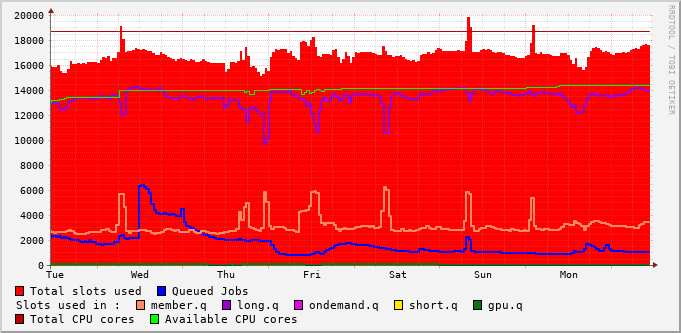 RRDTOOL / TOBI OETIKER
20000
18000
16000
14000
12000
10000
8000
6000
4000
2000
0
Tue Wed Thu Fri Sat Sun Mon
Total slots used Queued Jobs
Slots used in : member.q long.q ondemand.q short.q gpu.q
Total CPU cores Available CPU cores